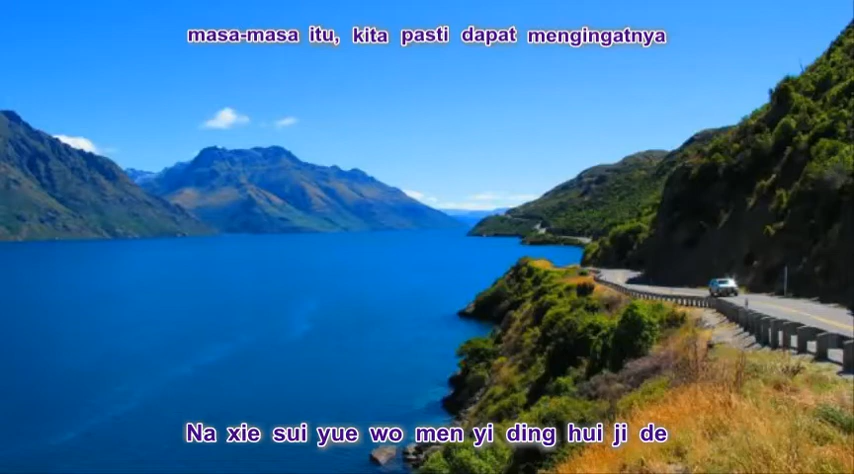 masa-masa itu, kita pasti dapat mengingatnya
Na xie sui yue wo men yi ding hui ji de